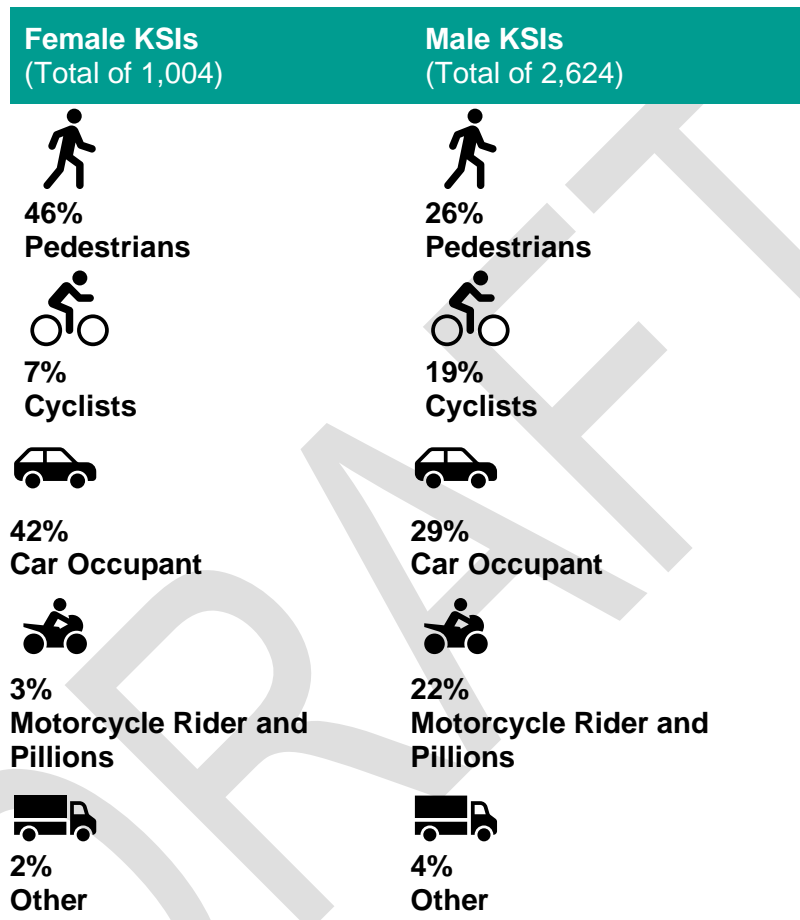 Female KSIs
(Total of 1,004)
Male KSIs
(Total of 2,624)
46%
Pedestrians
26%
Pedestrians
7%
Cyclists
19%
Cyclists
42%
Car Occupant
29%
Car Occupant
3%
Motorcycle Rider and
Pillions
22%
Motorcycle Rider and
Pillions
2%
Other
4%
Other
DRAFT